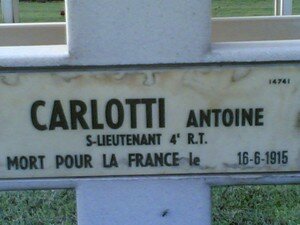 14741
CARLOTTI ANTOINE
S-LIEUTENANT 4ᵉ R.T.
MORT POUR LA FRANCE le 16-6-1915